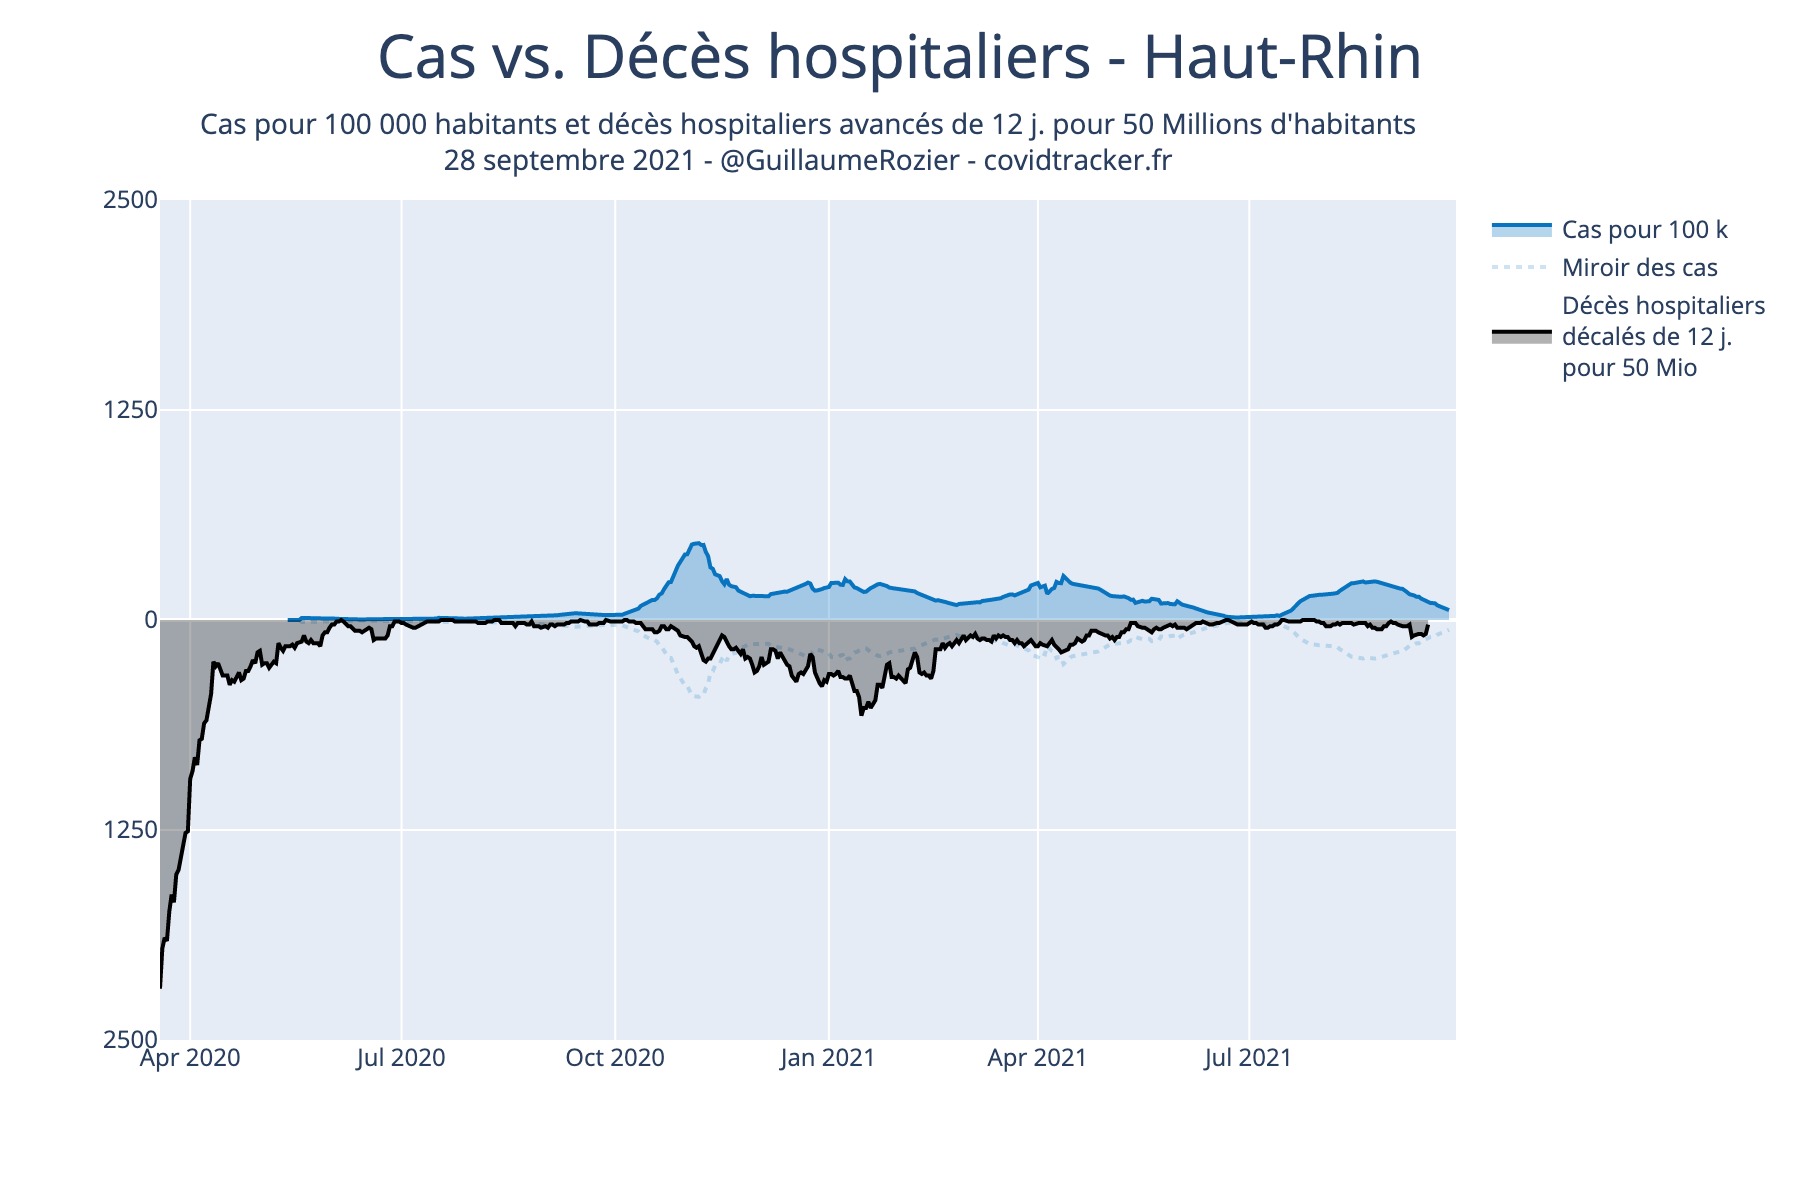 Cas vs. Décès hospitaliers - Haut-Rhin
Cas pour 100 000 habitants et décès hospitaliers avancés de 12 j. pour 50 Millions d'habitants
28 septembre 2021 - @GuillaumeRozier - covidtracker.fr
2500
1250
0
1250
2500
Apr 2020
Jul 2020
Oct 2020
Jan 2021
Apr 2021
Jul 2021
Cas pour 100 k
Miroir des cas
Décès hospitaliers
décalés de 12 j.
pour 50 Mio